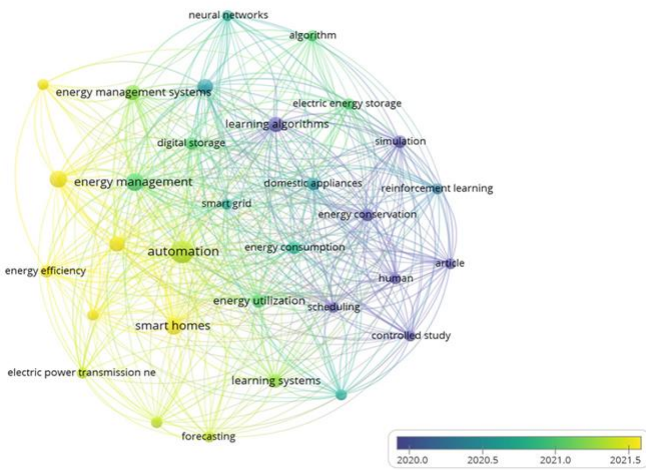 neural networks
algorithm
energy management systems
electric energy storage
learning algorithms
digital storage
simulation
energy management
domestic appliances
reinforcement learning
smart grid
energy conservation
automation
energy consumption
article
energy efficiency
human
energy utilization
scheduling
smart homes
controlled study
electric power transmission ne
learning systems
forecasting
2020.0 2020.5 2021.0 2021.5